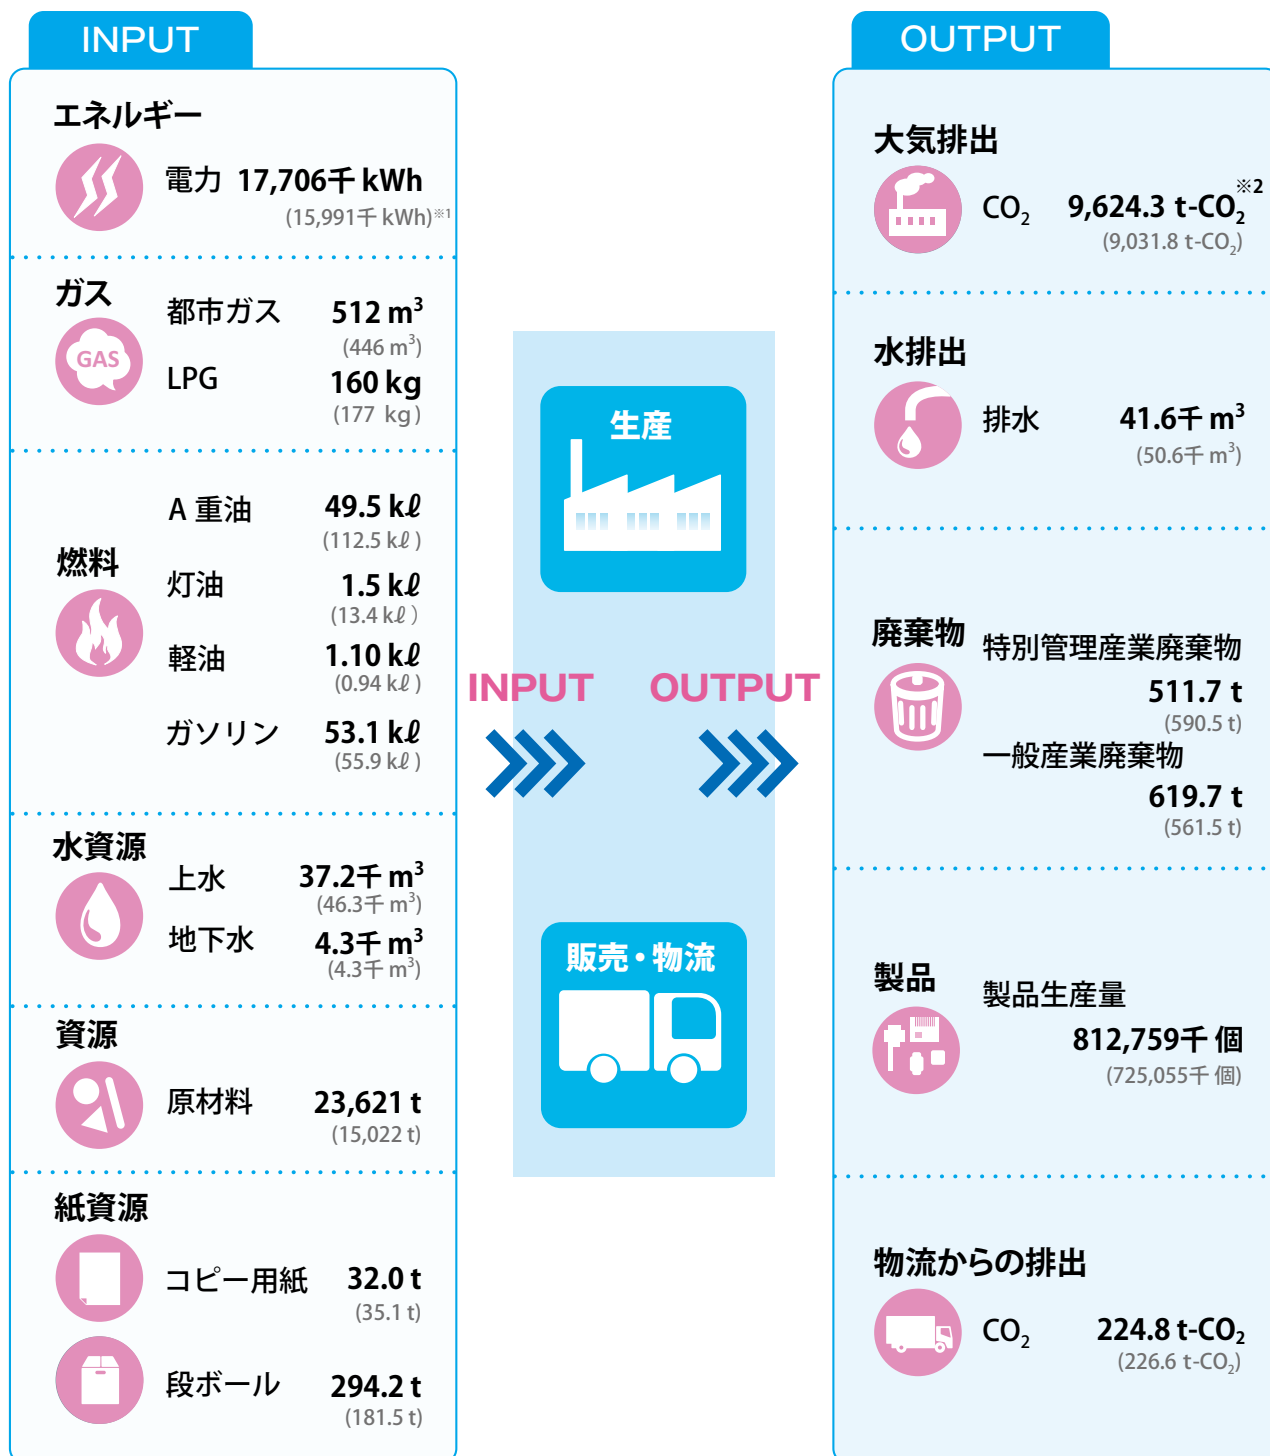 INPUT
エネルギー
電力 17,706千 kWh
(15,991千 kWh)※1
ガス
GAS
都市ガス 512 m³
(446 m³)
LPG 160 kg
(177 kg)
燃料
A 重油 49.5 kℓ
(112.5 kℓ)
灯油 1.5 kℓ
(13.4 kℓ)
軽油 1.10 kℓ
(0.94 kℓ)
ガソリン 53.1 kℓ
(55.9 kℓ)
水資源
上水 37.2千 m³
(46.3千 m³)
地下水 4.3千 m³
(4.3千 m³)
資源
原材料 23,621 t
(15,022 t)
紙資源
コピー用紙 32.0 t
(35.1 t)
段ボール 294.2 t
(181.5 t)
生産
INPUT OUTPUT
販売・物流
OUTPUT
大気排出
CO₂ 9,624.3 t-CO₂※2
(9,031.8 t-CO₂)
水排出
排水 41.6千 m³
(50.6千 m³)
廃棄物
特別管理産業廃棄物
511.7 t
(590.5 t)
一般産業廃棄物
619.7 t
(561.5 t)
製品
製品生産量
812,759千 個
(725,055千 個)
物流からの排出
CO₂ 224.8 t-CO₂
(226.6 t-CO₂)